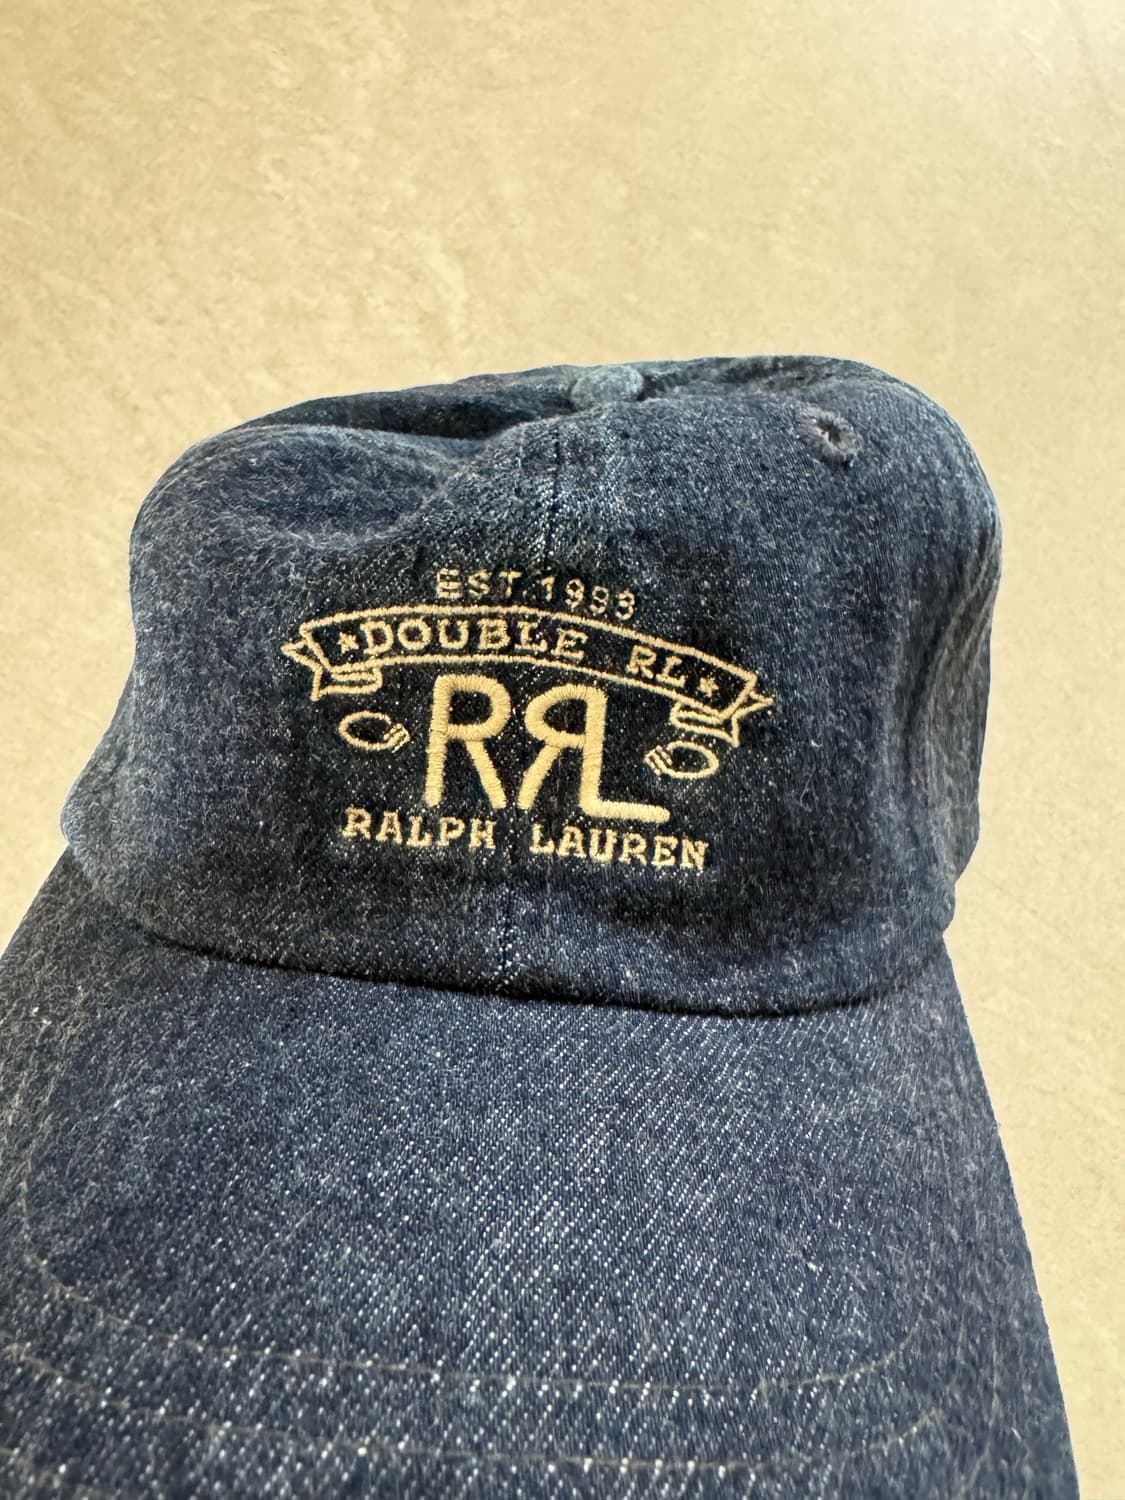 EST. 1993
★DOUBLE RL★
RRL
RALPH LAUREN